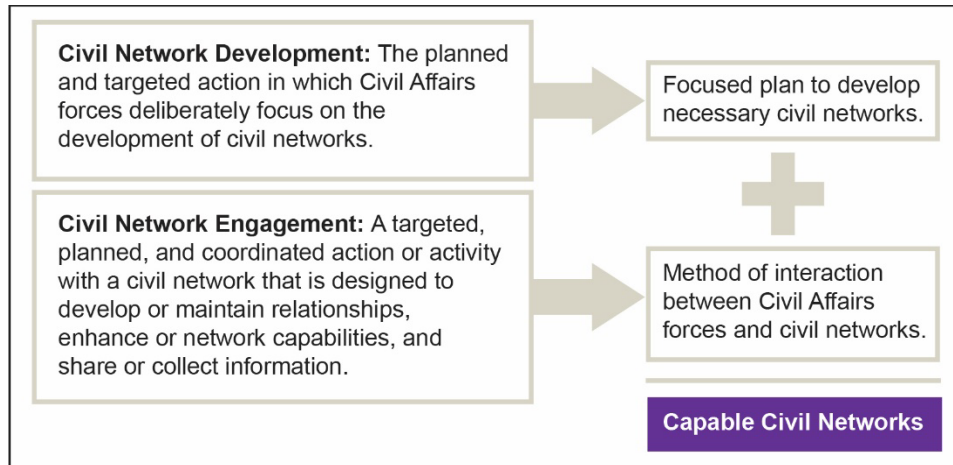 Civil Network Development: The planned
and targeted action in which Civil Affairs
forces deliberately focus on the
development of civil networks.
Focused plan to develop
necessary civil networks.
Civil Network Engagement: A targeted,
planned, and coordinated action or activity
with a civil network that is designed to
develop or maintain relationships,
enhance or network capabilities, and
share or collect information.
Method of interaction
between Civil Affairs
forces and civil networks.
Capable Civil Networks